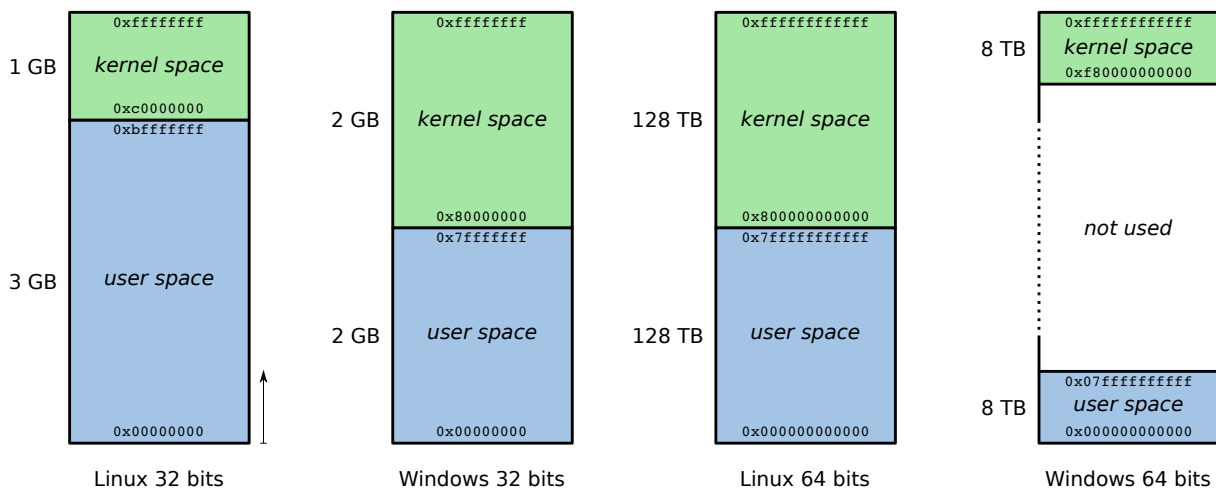 0xffffffff
1 GB
kernel space
0xc0000000
0xbfffffff
3 GB
user space
0x00000000
Linux 32 bits
0xffffffff
2 GB
kernel space
0x80000000
0x7fffffff
2 GB
user space
0x00000000
Windows 32 bits
0xffffffffffff
128 TB
kernel space
0x800000000000
0x7fffffffffff
128 TB
user space
0x000000000000
Linux 64 bits
0xffffffffffff
8 TB
kernel space
0xf80000000000
not used
0x07ffffffffff
8 TB
user space
0x000000000000
Windows 64 bits